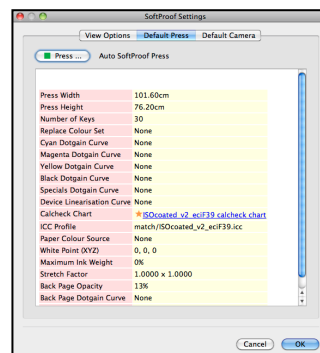 SoftProof Settings
View Options Default Press Default Camera
Press ... Auto SoftProof Press
Press Width 101.60cm
Press Height 76.20cm
Number of Keys 30
Replace Colour Set None
Cyan Dotgain Curve None
Magenta Dotgain Curve None
Yellow Dotgain Curve None
Black Dotgain Curve None
Specials Dotgain Curve None
Device Linearisation Curve None
Calcheck Chart ISOcoated_v2_eciF39 calcheck chart
ICC Profile match/ISOcoated_v2_eciF39.icc
Paper Colour Source None
White Point (XYZ) 0, 0, 0
Maximum Ink Weight 0%
Stretch Factor 1.0000 x 1.0000
Back Page Opacity 13%
Back Page Dotgain Curve None
Cancel OK